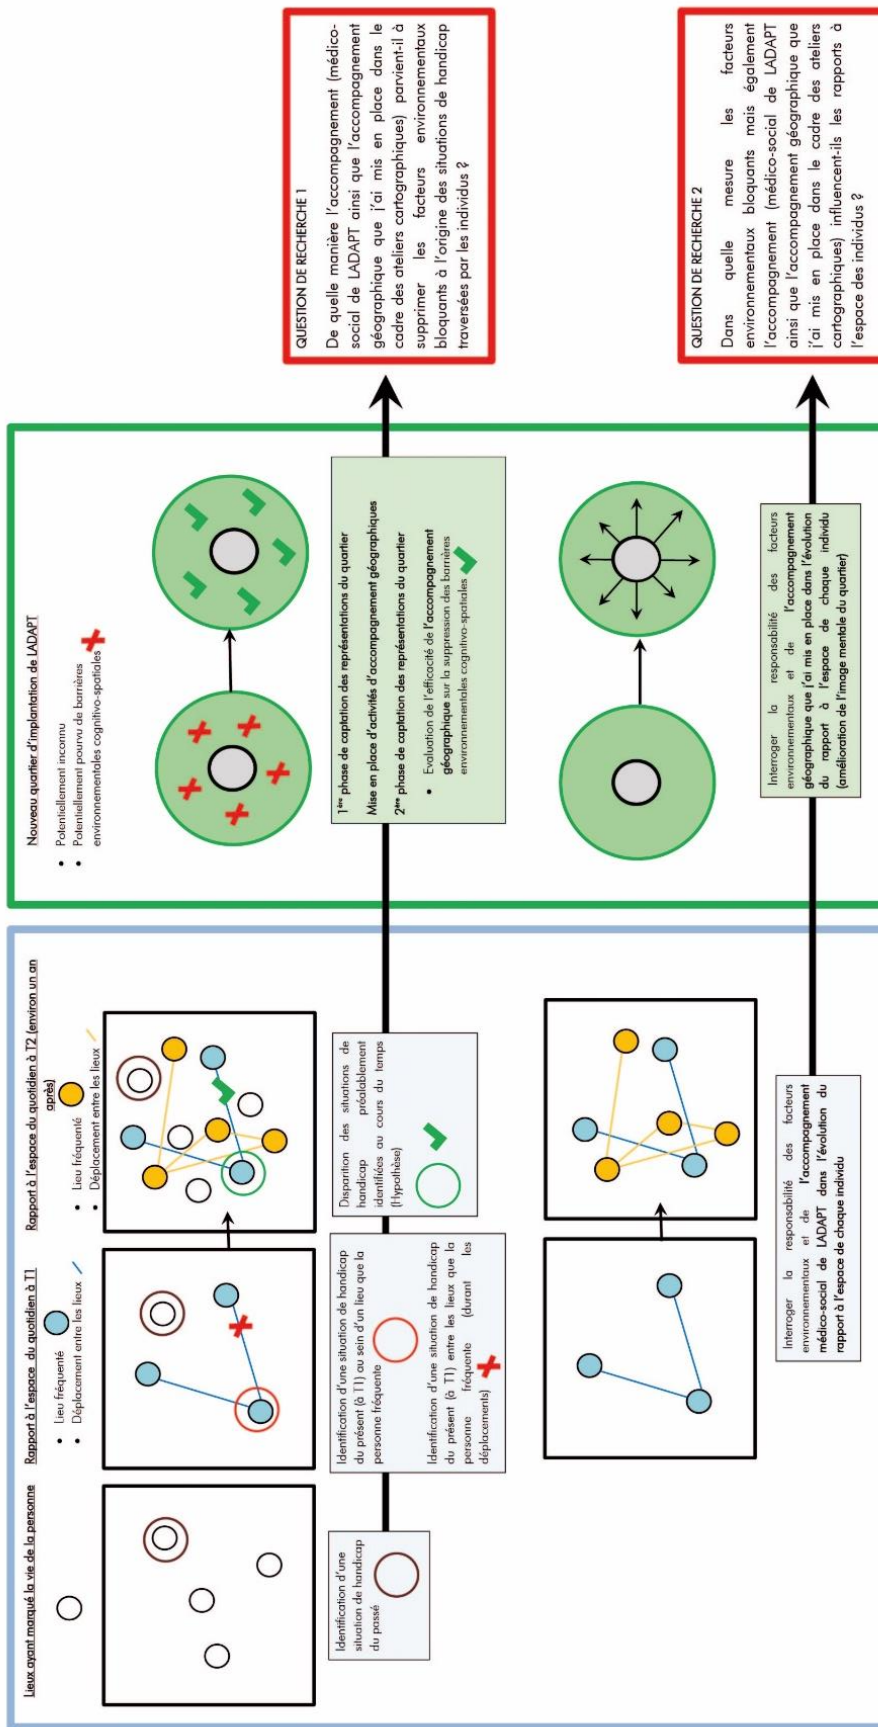 Lieux ayant marqué la vie de la personne
Rapport à l'espace du quotidien à T1
• Lieu fréquenté
• Déplacement entre les lieux
Rapport à l'espace du quotidien à T2 (environ un an
après)
• Lieu fréquenté
• Déplacement entre les lieux
Identification d'une
situation de handicap
du passé
Identification d'une situation de handicap
du présent (à T1) au sein d'un lieu que la
personne fréquente
Identification d'une situation de handicap
du présent (à T1) entre les lieux que la
personne fréquente (durant les
déplacements)
Disparition des situations de
handicap préalablement
identifiées au cours du temps
(Hypothèse)
Interroger la responsabilité des facteurs
environnementaux et de l'accompagnement
médico-social de LADAPT dans l'évolution du
rapport à l'espace de chaque individu
Nouveau quartier d'implantation de LADAPT
• Potentiellement inconnu
• Potentiellement pourvu de barrières
environnementales cognitivo-spatiales
1ère phase de captation des représentations du quartier
Mise en place d'activités d'accompagnement géographiques
2ère phase de captation des représentations du quartier
• Evaluation de l'efficacité de l'accompagnement
géographique sur la suppression des barrières
environnementales cognitivo-spatiales
Interroger la responsabilité des facteurs
environnementaux et de l'accompagnement
géographique que j'ai mis en place dans l'évolution
du rapport à l'espace de chaque individu
(amélioration de l'image mentale du quartier)
QUESTION DE RECHERCHE 1
De quelle manière l'accompagnement (médico-
social de LADAPT ainsi que l'accompagnement
géographique que j'ai mis en place dans le
cadre des ateliers cartographiques) parvient-il à
supprimer les facteurs environnementaux
bloquants à l'origine des situations de handicap
traversées par les individus ?
QUESTION DE RECHERCHE 2
Dans quelle mesure les facteurs
environnementaux bloquants mais également
l'accompagnement (médico-social de LADAPT
ainsi que l'accompagnement géographique que
j'ai mis en place dans le cadre des ateliers
cartographiques) influencent-ils les rapports à
l'espace des individus ?